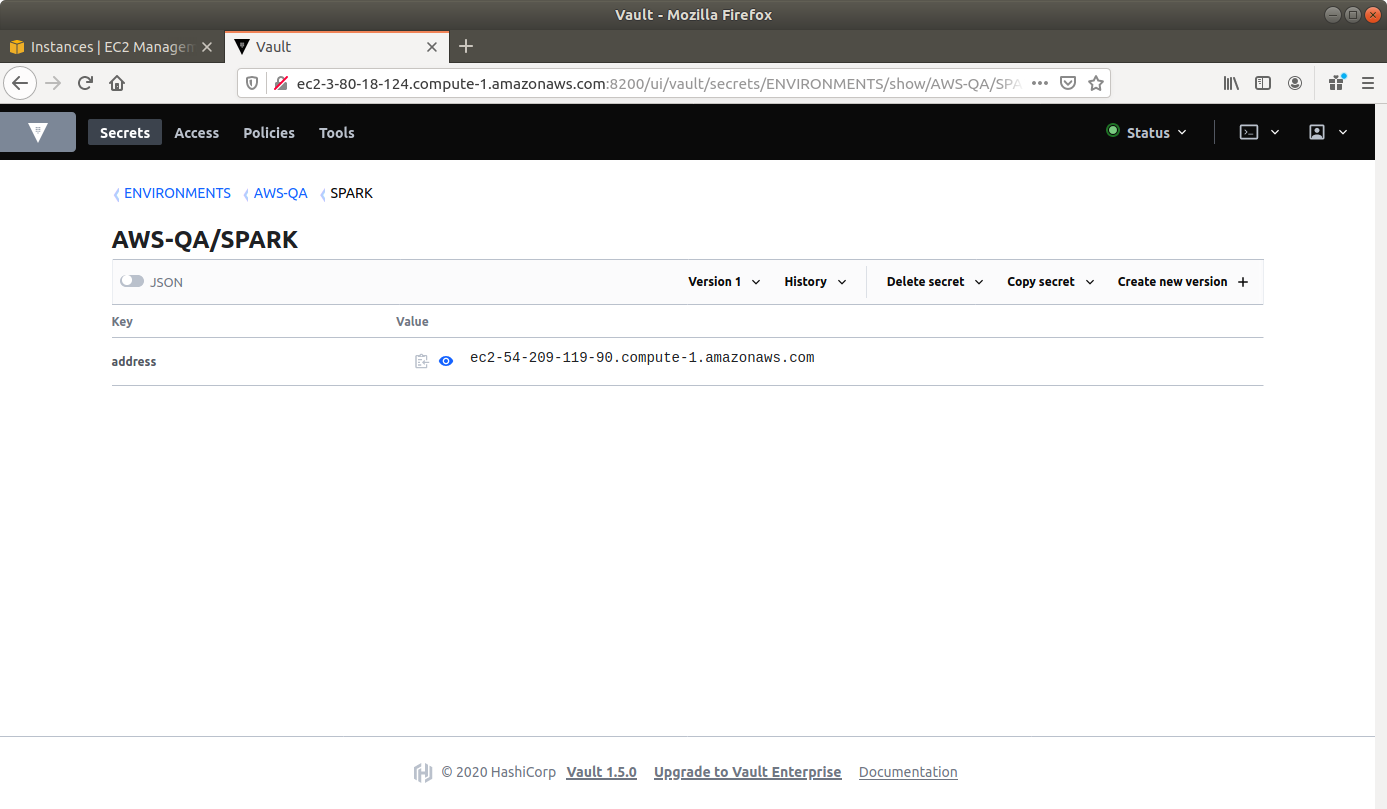 Vault - Mozilla Firefox
Instances | EC2 Managem
Vault
ec2-3-80-18-124.compute-1.amazonaws.com:8200/ui/vault/secrets/ENVIRONMENTS/show/AWS-QA/SPA
Secrets Access Policies Tools Status
ENVIRONMENTS AWS-QA SPARK
AWS-QA/SPARK
JSON Version 1 History Delete secret Copy secret Create new version
Key Value
address ec2-54-209-119-90.compute-1.amazonaws.com
© 2020 HashiCorp Vault 1.5.0 Upgrade to Vault Enterprise Documentation